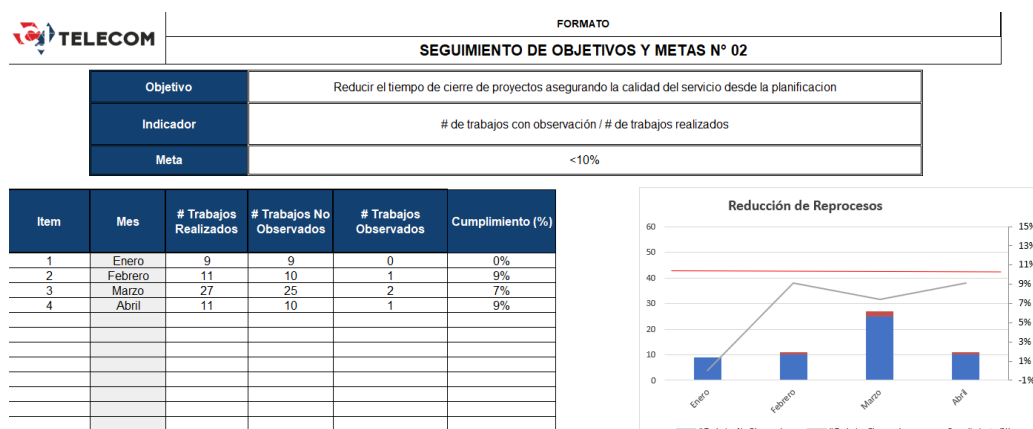 TELECOM
FORMATO
SEGUIMIENTO DE OBJETIVOS Y METAS N° 02
Objetivo Reducir el tiempo de cierre de proyectos asegurando la calidad del servicio desde la planificacion
Indicador # de trabajos con observación / # de trabajos realizados
Meta <10%
Item Mes # Trabajos Realizados # Trabajos No Observados # Trabajos Observados Cumplimiento (%)
1 Enero 9 9 0 0%
2 Febrero 11 10 1 9%
3 Marzo 27 25 2 7%
4 Abril 11 10 1 9%
Reducción de Reprocesos
60 15%
13%
50
11%
40
9%
30
7%
20
5%
3%
10
1%
0 -1%
Enero Febrero Marzo Abril